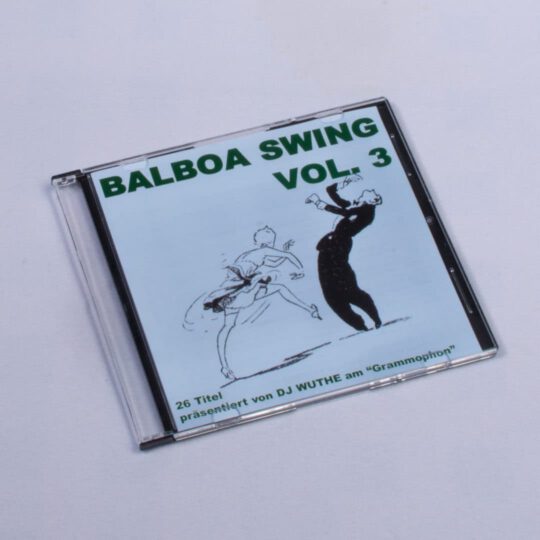 BALBOA SWING
VOL. 3
26 Titel
präsentiert von DJ WUTHE am "Grammophon"